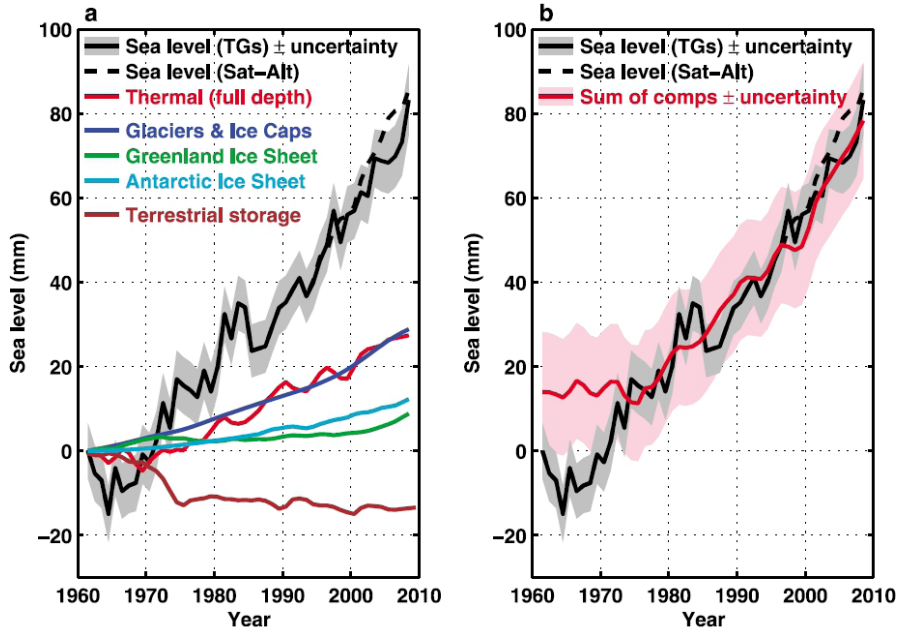 a
Sea level (TGs) ± uncertainty
Sea level (Sat–Alt)
Thermal (full depth)
Glaciers & Ice Caps
Greenland Ice Sheet
Antarctic Ice Sheet
Terrestrial storage
100
80
60
40
20
0
−20
Sea level (mm)
1960 1970 1980 1990 2000 2010
Year
b
Sea level (TGs) ± uncertainty
Sea level (Sat–Alt)
Sum of comps ± uncertainty
100
80
60
40
20
0
−20
Sea level (mm)
1960 1970 1980 1990 2000 2010
Year